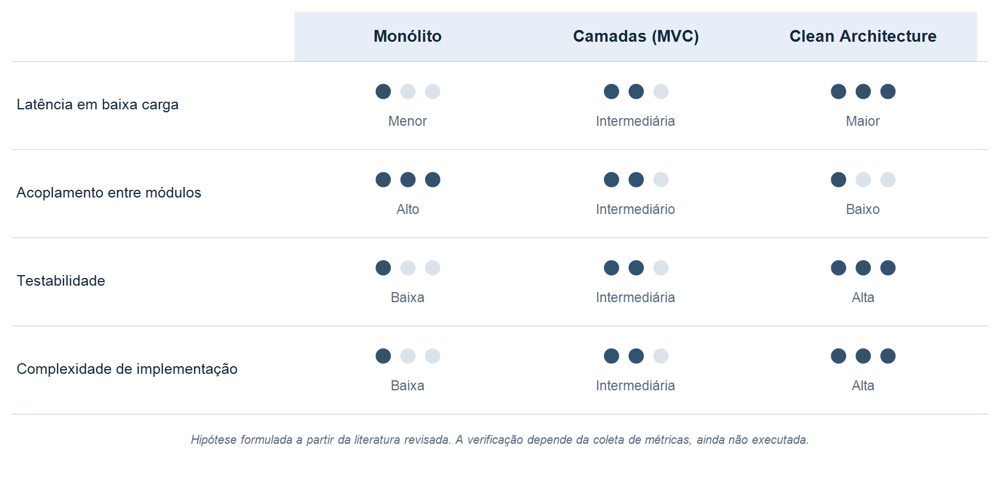 Monólito Camadas (MVC) Clean Architecture
Latência em baixa carga
Menor Intermediária Maior
Acoplamento entre módulos
Alto Intermediário Baixo
Testabilidade
Baixa Intermediária Alta
Complexidade de implementação
Baixa Intermediária Alta
Hipótese formulada a partir da literatura revisada. A verificação depende da coleta de métricas, ainda não executada.